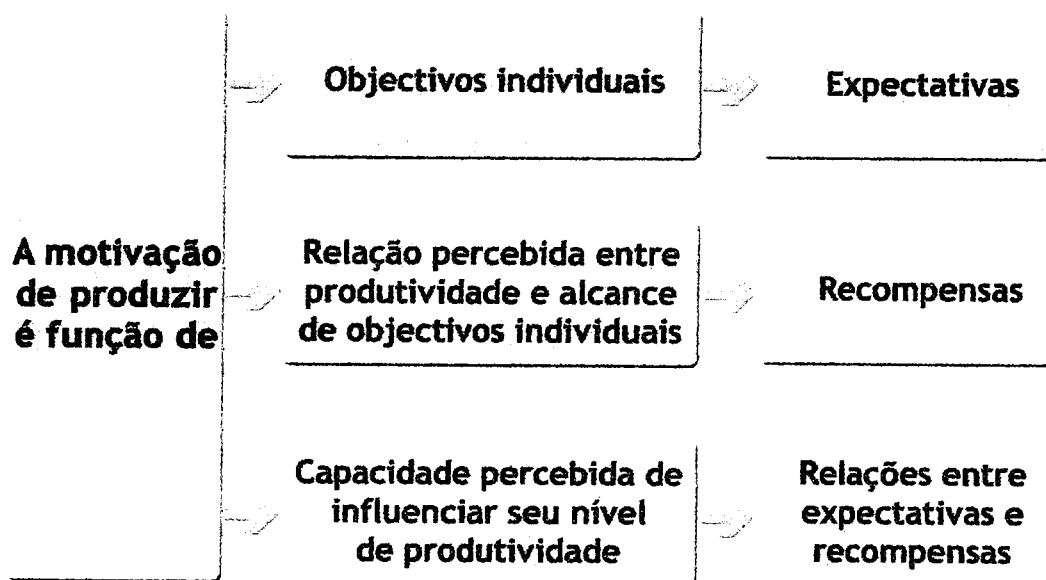 A motivação
de produzir
é função de
Objectivos individuais
Expectativas
Relação percebida entre
produtividade e alcance
de objectivos individuais
Recompensas
Capacidade percebida de
influenciar seu nível
de produtividade
Relações entre
expectativas e
recompensas